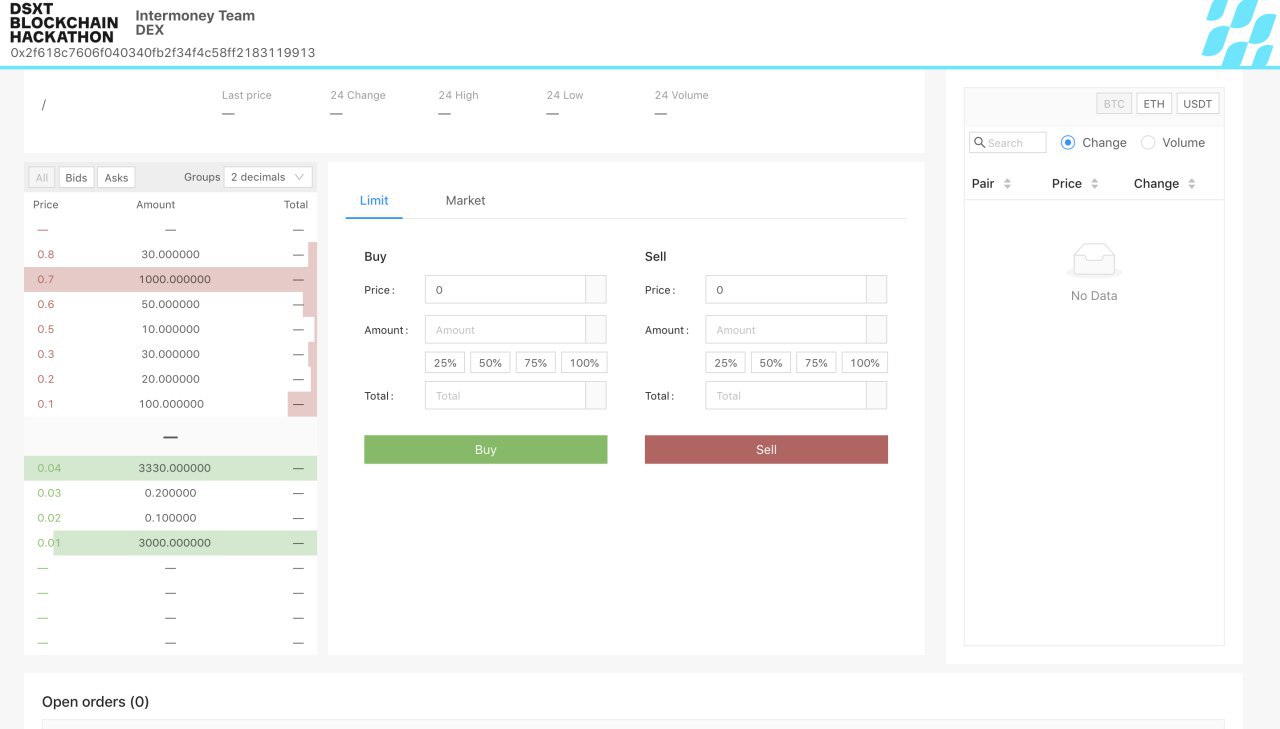 DSXT
BLOCKCHAIN
HACKATHON
Intermoney Team
DEX
0x2f618c7606f040340fb2f34f4c58ff2183119913
/
Last price
—
24 Change
—
24 High
—
24 Low
—
24 Volume
—
All Bids Asks Groups 2 decimals
Price Amount Total
— — —
0.8 30.000000 —
0.7 1000.000000 —
0.6 50.000000 —
0.5 10.000000 —
0.3 30.000000 —
0.2 20.000000 —
0.1 100.000000 —
—
0.04 3330.000000 —
0.03 0.200000 —
0.02 0.100000 —
0.01 3000.000000 —
— — —
— — —
— — —
— — —
Limit Market
Buy
Price : 0
Amount : Amount
25% 50% 75% 100%
Total : Total
Buy
Sell
Price : 0
Amount : Amount
25% 50% 75% 100%
Total : Total
Sell
BTC ETH USDT
Search Change Volume
Pair Price Change
No Data
Open orders (0)